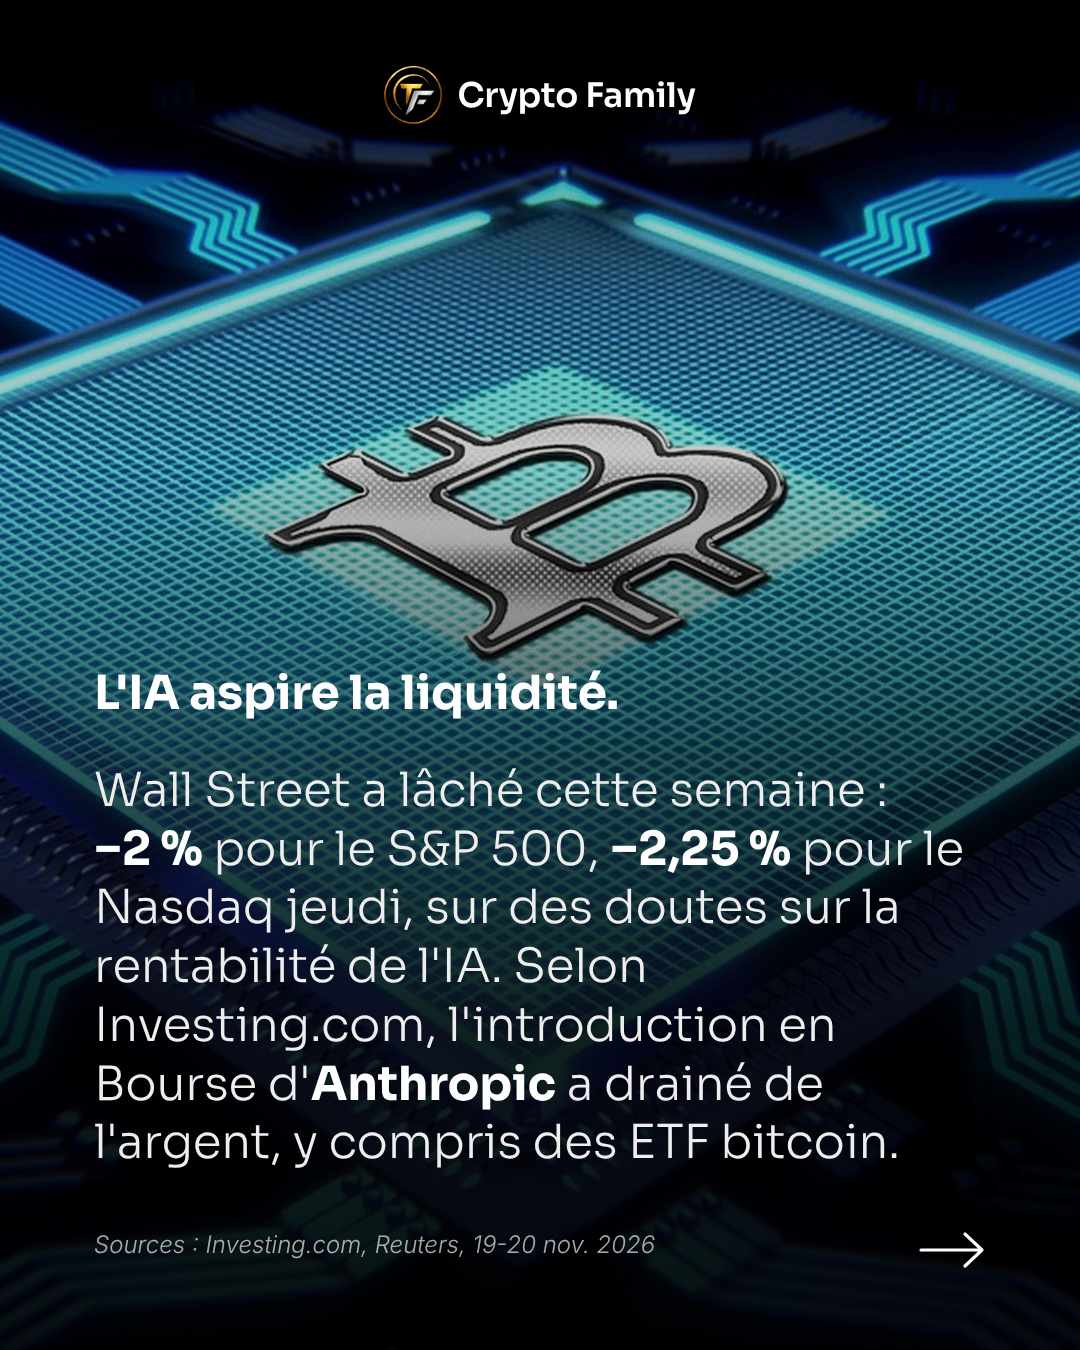 Crypto Family
L'IA aspire la liquidité.
Wall Street a lâché cette semaine :
−2 % pour le S&P 500, −2,25 % pour le
Nasdaq jeudi, sur des doutes sur la
rentabilité de l'IA. Selon
Investing.com, l'introduction en
Bourse d'Anthropic a drainé de
l'argent, y compris des ETF bitcoin.
Sources : Investing.com, Reuters, 19-20 nov. 2026